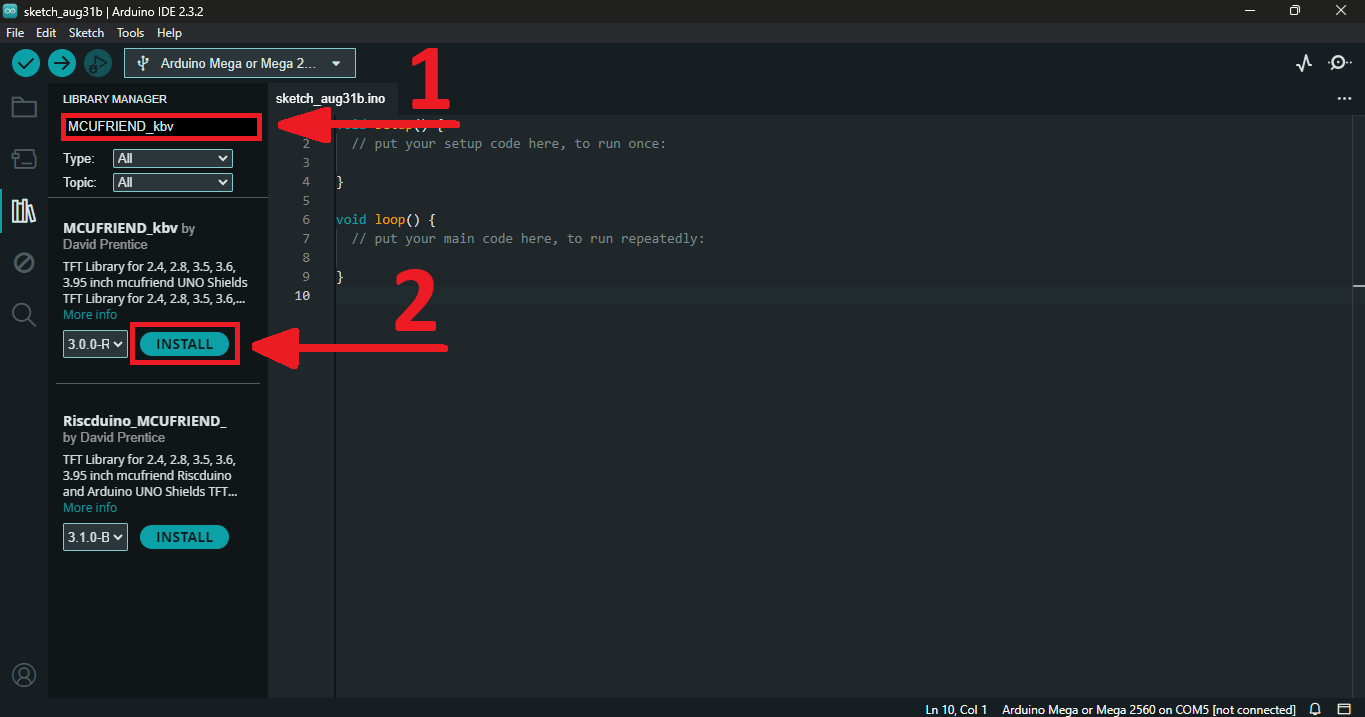 sketch_aug31b | Arduino IDE 2.3.2
File Edit Sketch Tools Help
Arduino Mega or Mega 2...
1
LIBRARY MANAGER
MCUFRIEND_kbv
Type: All
Topic: All
MCUFRIEND_kbv by
David Prentice
TFT Library for 2.4, 2.8, 3.5, 3.6,
3.95 inch mcufriend UNO Shields
TFT Library for 2.4, 2.8, 3.5, 3.6,...
More info
3.0.0-R INSTALL
2
Riscduino_MCUFRIEND_
by David Prentice
TFT Library for 2.4, 2.8, 3.5, 3.6,
3.95 inch mcufriend Riscduino
and Arduino UNO Shields TFT...
More info
3.1.0-B INSTALL
sketch_aug31b.ino
void setup() {
2 // put your setup code here, to run once:
3
4 }
5
6 void loop() {
7 // put your main code here, to run repeatedly:
8
9 }
10
Ln 10, Col 1 Arduino Mega or Mega 2560 on COM5 [not connected]